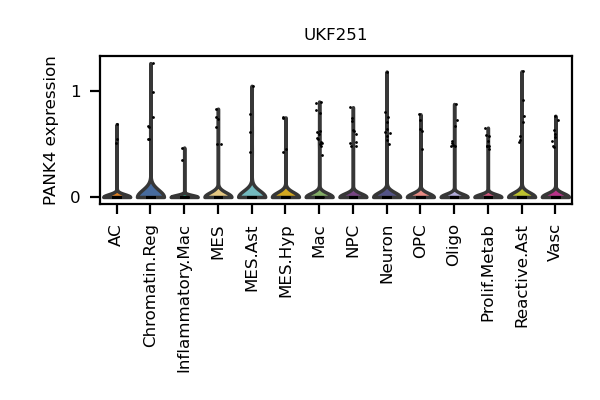 UKF251
PANK4 expression
1
0
AC
Chromatin.Reg
Inflammatory.Mac
MES
MES.Ast
MES.Hyp
Mac
NPC
Neuron
OPC
Oligo
Prolif.Metab
Reactive.Ast
Vasc